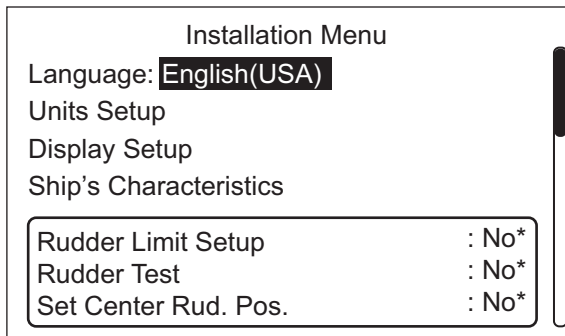 Installation Menu
Language: English(USA)
Units Setup
Display Setup
Ship's Characteristics
Rudder Limit Setup : No*
Rudder Test : No*
Set Center Rud. Pos. : No*